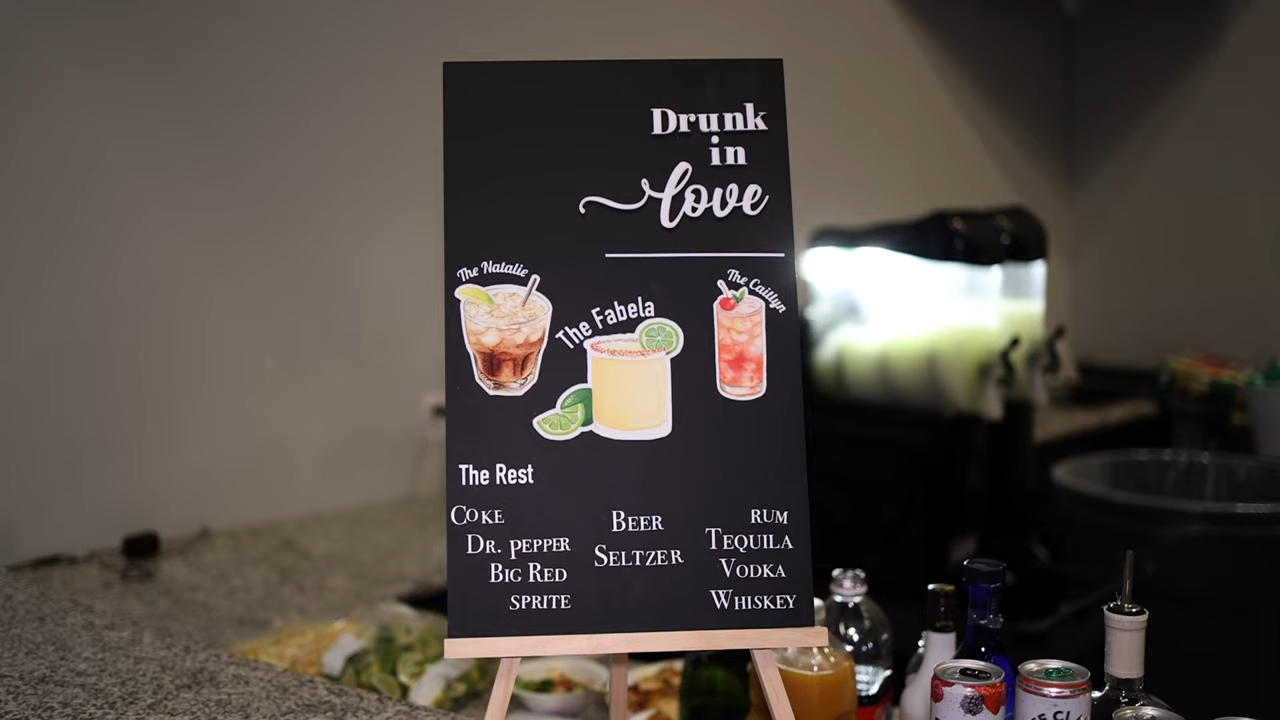 Drunk
in
love
The Natalie
The Fabela
The Caitlyn
The Rest
COKE
DR. PEPPER
BIG RED
SPRITE
BEER
SELTZER
RUM
TEQUILA
VODKA
WHISKEY